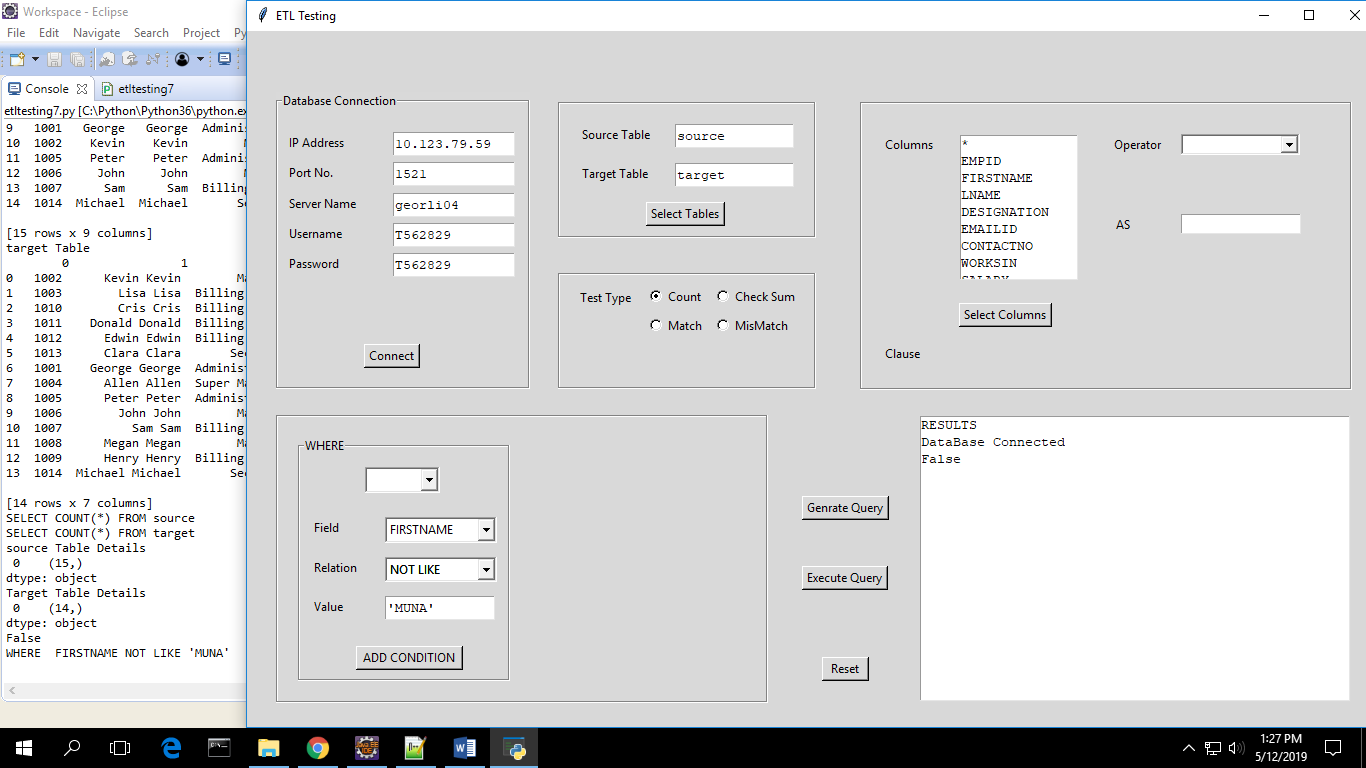 Workspace - Eclipse
File Edit Navigate Search Project Py
Console etltesting7
etltesting7.py [C:\Python\Python36\python.ex
9 1001 George George Adminis
10 1002 Kevin Kevin
11 1005 Peter Peter Adminis
12 1006 John John
13 1007 Sam Sam Billing
14 1014 Michael Michael Se
[15 rows x 9 columns]
target Table
0 1
0 1002 Kevin Kevin Ma
1 1003 Lisa Lisa Billing
2 1010 Cris Cris Billing
3 1011 Donald Donald Billing
4 1012 Edwin Edwin Billing
5 1013 Clara Clara Sec
6 1001 George George Administ
7 1004 Allen Allen Super Ma
8 1005 Peter Peter Administ
9 1006 John John Ma
10 1007 Sam Sam Billing
11 1008 Megan Megan Ma
12 1009 Henry Henry Billing
13 1014 Michael Michael Sec
[14 rows x 7 columns]
SELECT COUNT(*) FROM source
SELECT COUNT(*) FROM target
source Table Details
0 (15,)
dtype: object
Target Table Details
0 (14,)
dtype: object
False
WHERE FIRSTNAME NOT LIKE 'MUNA'
ETL Testing
Database Connection
IP Address 10.123.79.59
Port No. 1521
Server Name georli04
Username T562829
Password T562829
Connect
Source Table source
Target Table target
Select Tables
Test Type Count Check Sum
Match MisMatch
Columns
*
EMPID
FIRSTNAME
LNAME
DESIGNATION
EMAILID
CONTACTNO
WORKSIN
SALARY
Operator
AS
Select Columns
Clause
WHERE
Field FIRSTNAME
Relation NOT LIKE
Value 'MUNA'
ADD CONDITION
Genrate Query
Execute Query
Reset
RESULTS
DataBase Connected
False
1:27 PM
5/12/2019